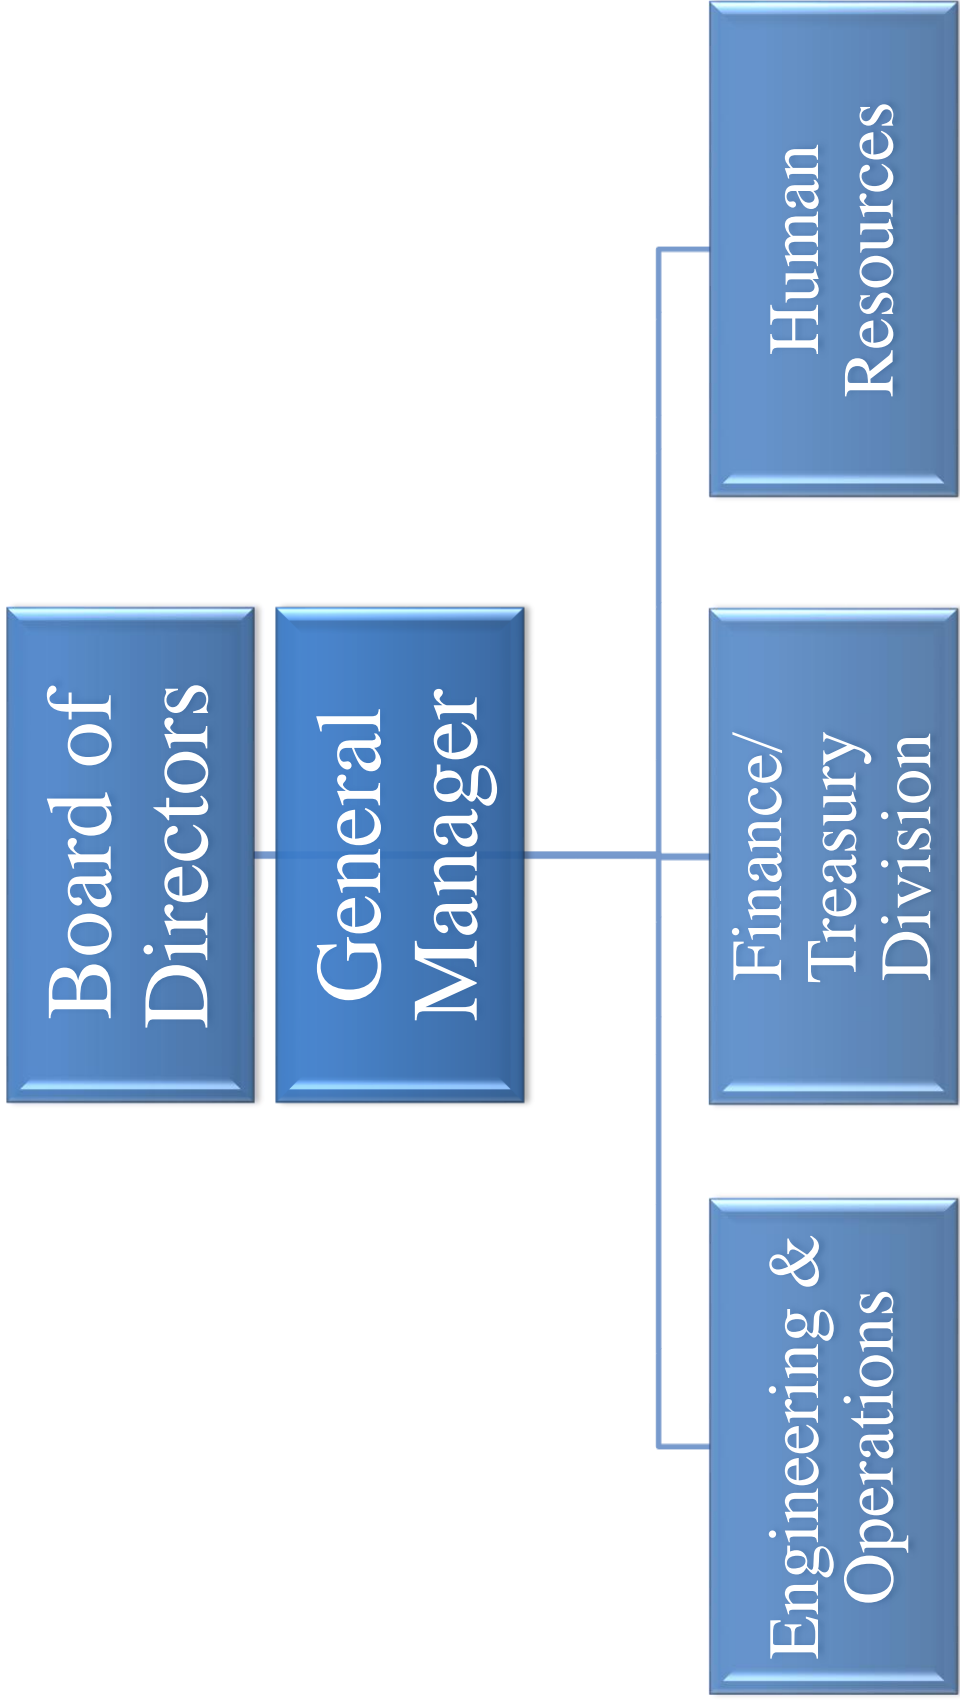 Board of
Directors
General
Manager
Engineering &
Operations
Finance/
Treasury
Division
Human
Resources